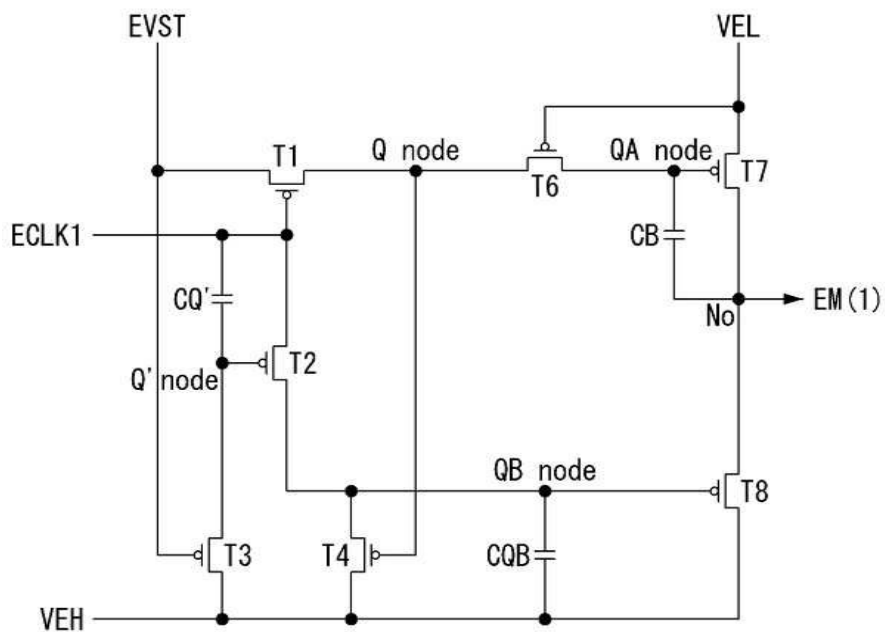 EVST
VEL
T1
Q node
QA node
T6
T7
ECLK1
CB
CQ'
No
EM(1)
T2
Q' node
QB node
T8
T3
T4
CQB
VEH